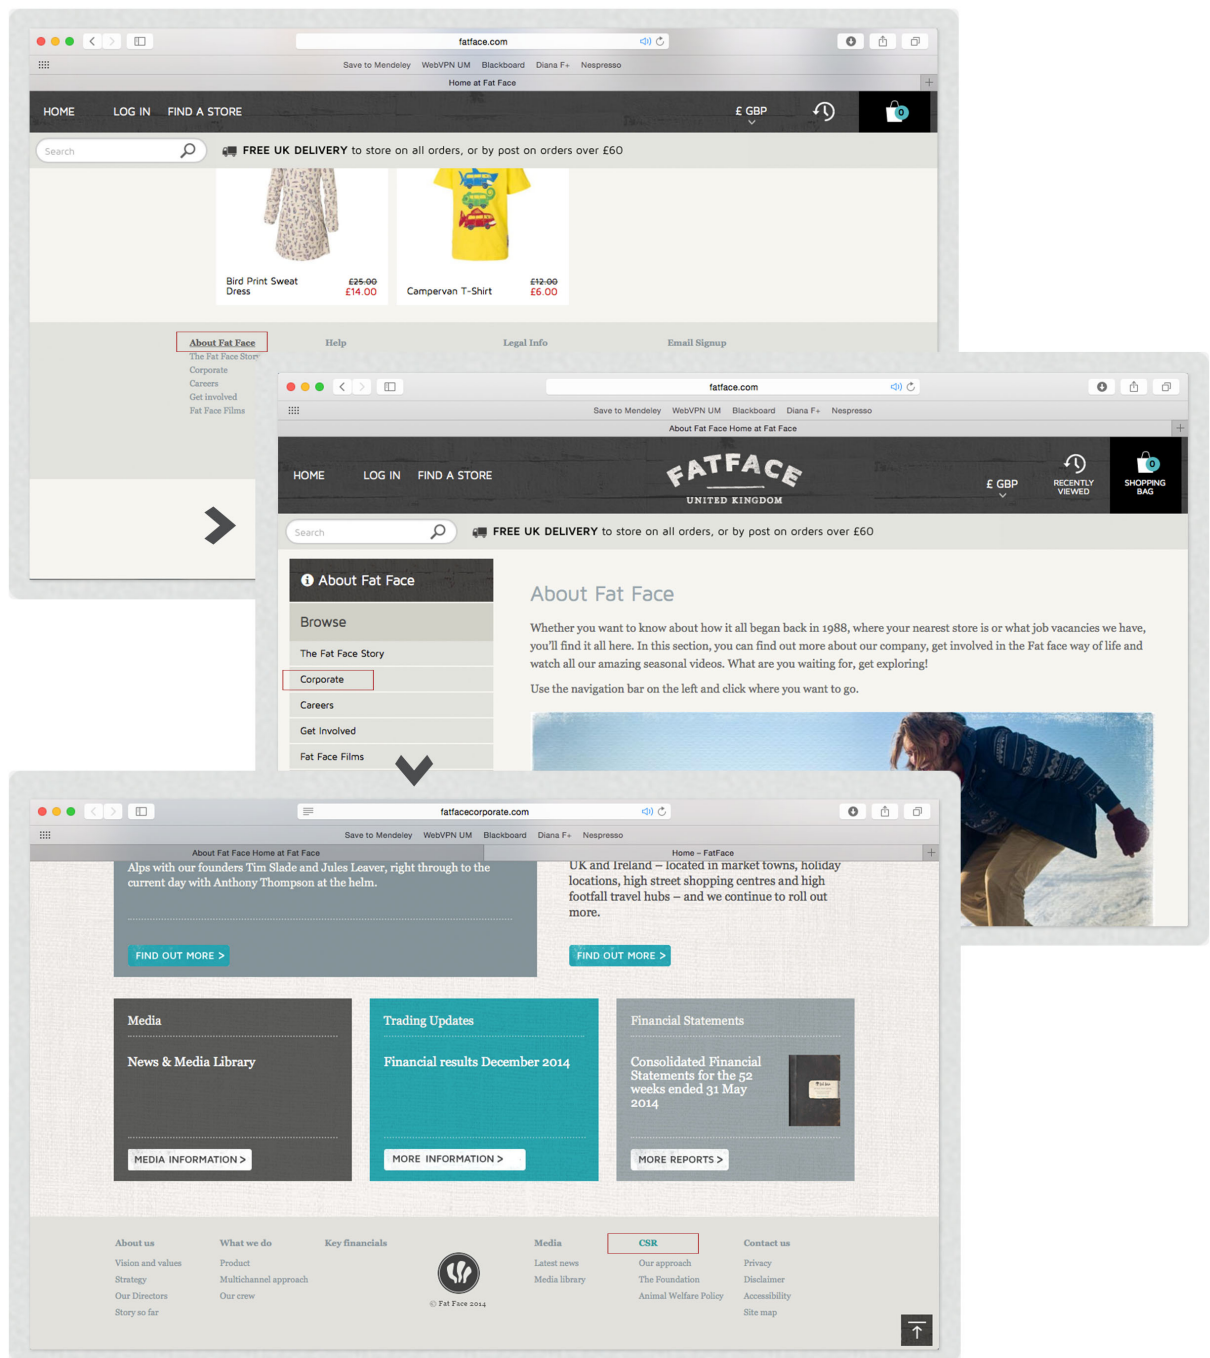 fatface.com
Save to Mendeley WebVPN UM Blackboard Diana F+ Nespresso
Home at Fat Face
HOME LOG IN FIND A STORE £ GBP 0
Search FREE UK DELIVERY to store on all orders, or by post on orders over £60
Bird Print Sweat Dress £25.00 £14.00
Campervan T-Shirt £12.00 £6.00
About Fat Face Help Legal Info Email Signup
The Fat Face Story
Corporate
Careers
Get involved
Fat Face Films
fatface.com
Save to Mendeley WebVPN UM Blackboard Diana F+ Nespresso
About Fat Face Home at Fat Face
HOME LOG IN FIND A STORE
FATFACE
UNITED KINGDOM
£ GBP
RECENTLY VIEWED
0
SHOPPING BAG
Search FREE UK DELIVERY to store on all orders, or by post on orders over £60
About Fat Face
Browse
The Fat Face Story
Corporate
Careers
Get Involved
Fat Face Films
About Fat Face
Whether you want to know about how it all began back in 1988, where your nearest store is or what job vacancies we have,
you'll find it all here. In this section, you can find out more about our company, get involved in the Fat face way of life and
watch all our amazing seasonal videos. What are you waiting for, get exploring!
Use the navigation bar on the left and click where you want to go.
fatfacecorporate.com
Save to Mendeley WebVPN UM Blackboard Diana F+ Nespresso
About Fat Face Home at Fat Face Home – FatFace
Alps with our founders Tim Slade and Jules Leaver, right through to the
current day with Anthony Thompson at the helm.
FIND OUT MORE >
UK and Ireland – located in market towns, holiday
locations, high street shopping centres and high
footfall travel hubs – and we continue to roll out
more.
FIND OUT MORE >
Media
News & Media Library
MEDIA INFORMATION >
Trading Updates
Financial results December 2014
MORE INFORMATION >
Financial Statements
Consolidated Financial
Statements for the 52
weeks ended 31 May
2014
MORE REPORTS >
About us
Vision and values
Strategy
Our Directors
Story so far
What we do
Product
Multichannel approach
Our crew
Key financials
© Fat Face 2014
Media
Latest news
Media library
CSR
Our approach
The Foundation
Animal Welfare Policy
Contact us
Privacy
Disclaimer
Accessibility
Site map